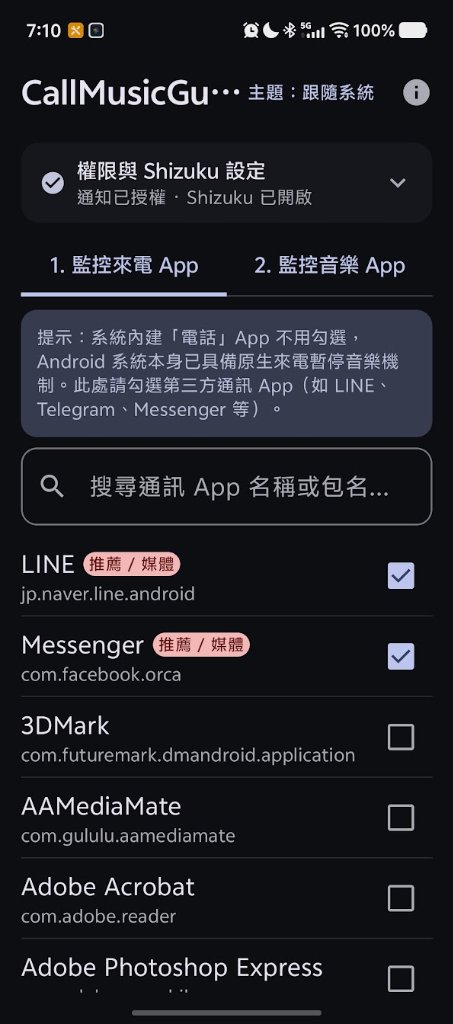 7:10 5G 100%
CallMusicGu… 主題：跟隨系統
權限與 Shizuku 設定
通知已授權 · Shizuku 已開啟
1. 監控來電 App 2. 監控音樂 App
提示：系統內建「電話」App 不用勾選，
Android 系統本身已具備原生來電暫停音樂機
制。此處請勾選第三方通訊 App（如 LINE、
Telegram、Messenger 等）。
搜尋通訊 App 名稱或包名...
LINE 推薦 / 媒體
jp.naver.line.android
Messenger 推薦 / 媒體
com.facebook.orca
3DMark
com.futuremark.dmandroid.application
AAMediaMate
com.gululu.aamediamate
Adobe Acrobat
com.adobe.reader
Adobe Photoshop Express